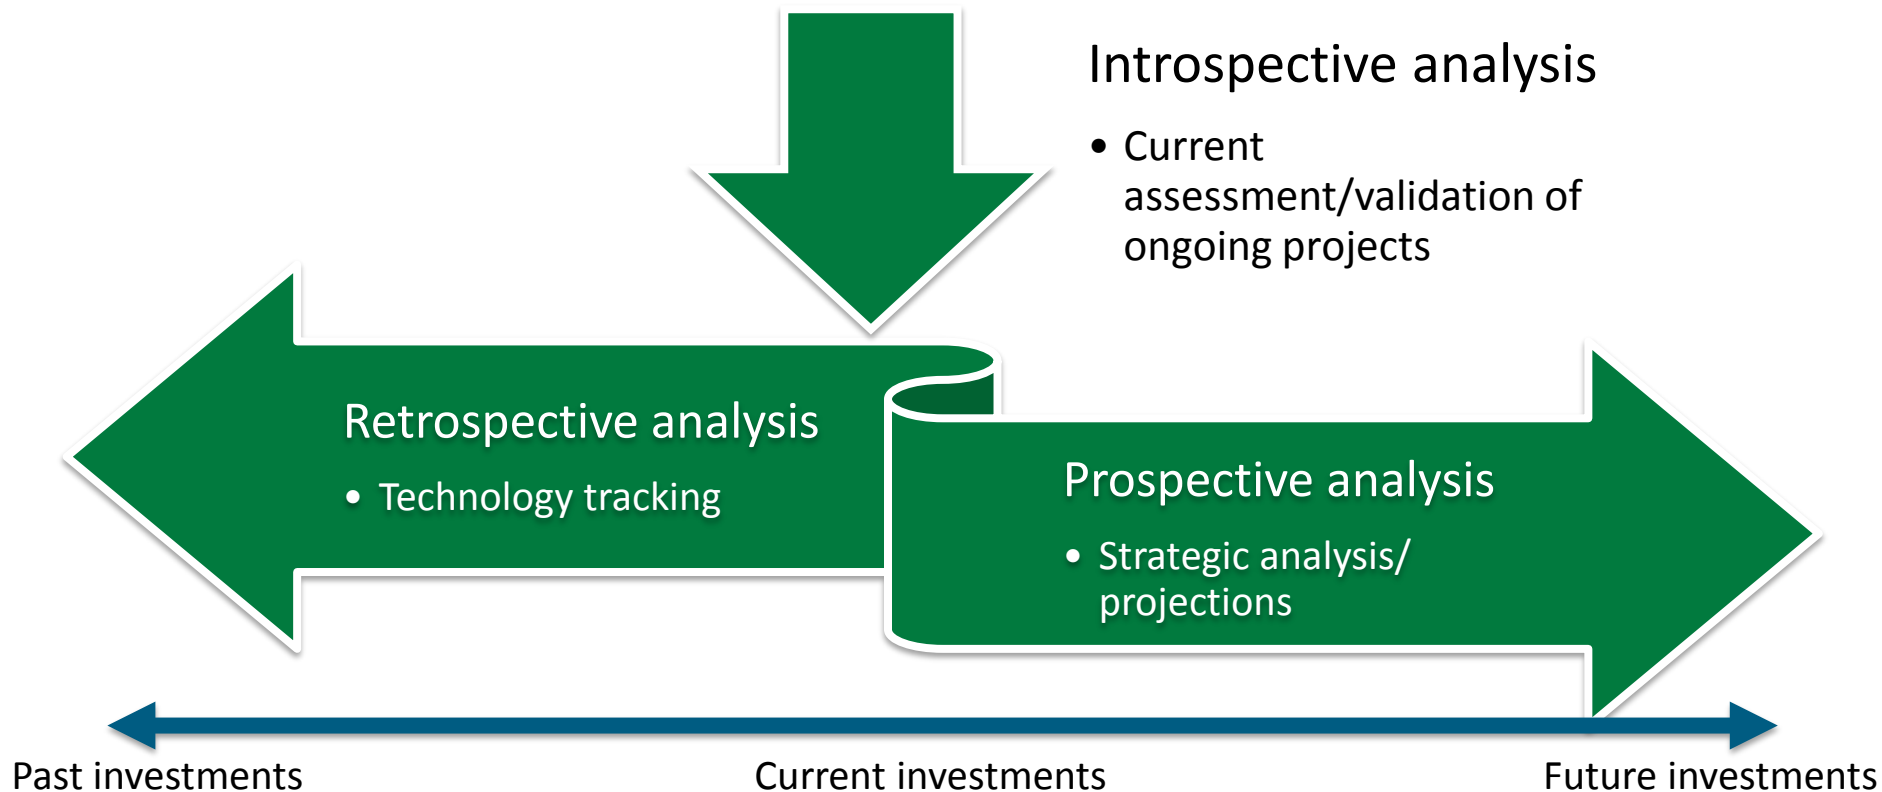 Introspective analysis
• Current
assessment/validation of
ongoing projects
Retrospective analysis
• Technology tracking
Prospective analysis
• Strategic analysis/
projections
Past investments
Current investments
Future investments